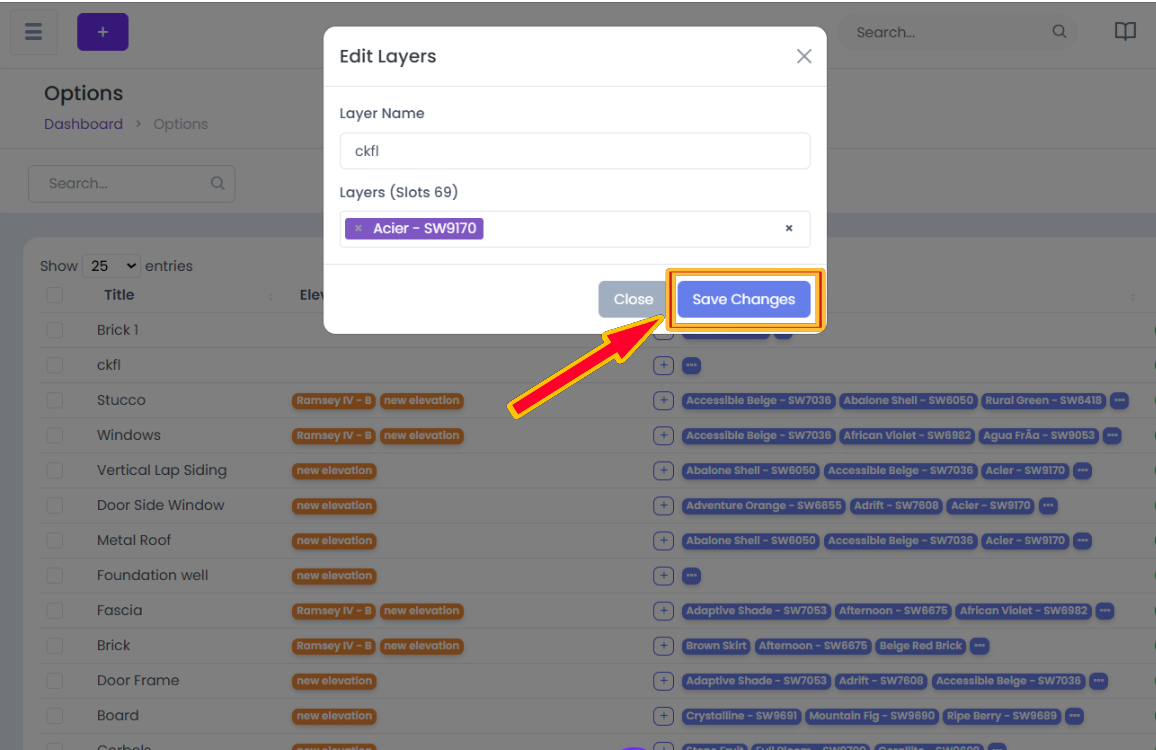 + Search...
Edit Layers
Options
Dashboard > Options
Layer Name
ckfl
Layers (Slots 69)
× Acier - SW9170 ×
Search...
Close Save Changes
Show 25 entries
Title
Brick 1
ckfl + ...
Stucco Ramsey IV - B new elevation + Accessible Beige - SW7036 Abalone Shell - SW6050 Rural Green - SW6418 ...
Windows Ramsey IV - B new elevation + Accessible Beige - SW7036 African Violet - SW6982 Agua FrÃa - SW9053 ...
Vertical Lap Siding new elevation + Abalone Shell - SW6050 Accessible Beige - SW7036 Acier - SW9170 ...
Door Side Window new elevation + Adventure Orange - SW6655 Adrift - SW7608 Acier - SW9170 ...
Metal Roof new elevation + Abalone Shell - SW6050 Accessible Beige - SW7036 Acier - SW9170 ...
Foundation well new elevation + ...
Fascia Ramsey IV - B new elevation + Adaptive Shade - SW7053 Afternoon - SW6675 African Violet - SW6982 ...
Brick Ramsey IV - B new elevation + Brown Skirt Afternoon - SW6675 Beige Red Brick ...
Door Frame new elevation + Adaptive Shade - SW7053 Adrift - SW7608 Accessible Beige - SW7036 ...
Board new elevation + Crystalline - SW9691 Mountain Fig - SW9690 Ripe Berry - SW9689 ...